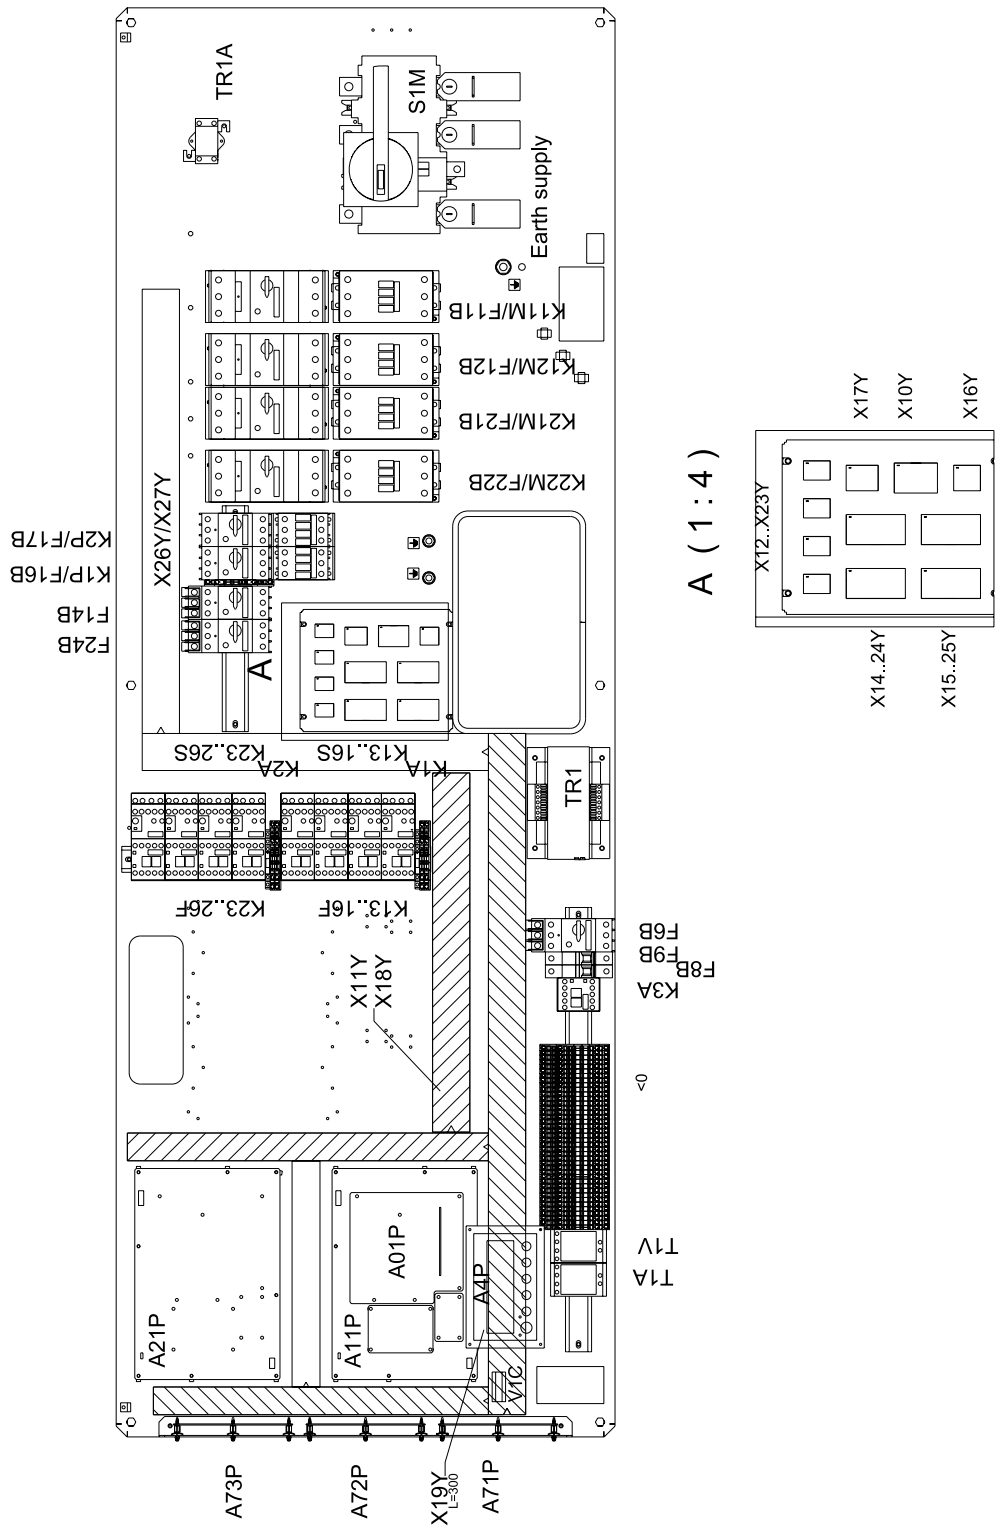 TR1A
S1M
Earth supply
K11M/F11B
K12M/F12B
K21M/F21B
K22M/F22B
X26Y/X27Y
K2P/F17B
K1P/F16B
F14B
F24B
A
K23..26S
K13..16S
K2A
K1A
TR1
K23..26F
K13..16F
X11Y
X18Y
F6B
F9B
F8B
K3A
<0
T1V
T1A
A21P
A11P
A01P
A4P
V1C
A73P
A72P
X19Y
L=300
A71P
A ( 1 : 4 )
X17Y
X10Y
X16Y
X12..X23Y
X14..24Y
X15..25Y